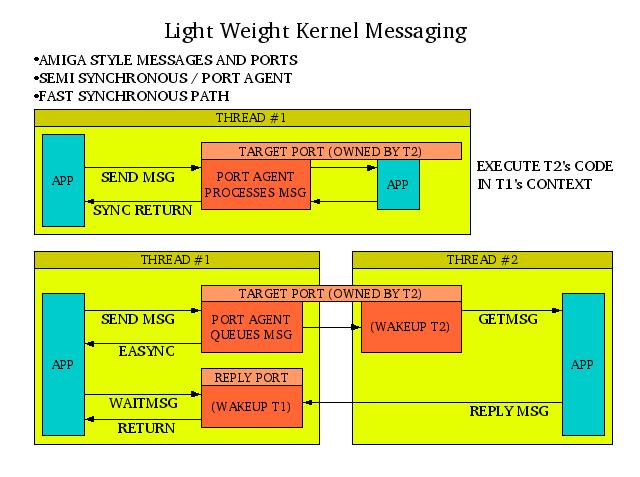 Light Weight Kernel Messaging
•AMIGA STYLE MESSAGES AND PORTS
•SEMI SYNCHRONOUS / PORT AGENT
•FAST SYNCHRONOUS PATH
THREAD #1
TARGET PORT (OWNED BY T2)
APP
SEND MSG
PORT AGENT
PROCESSES MSG
APP
SYNC RETURN
EXECUTE T2's CODE
IN T1's CONTEXT
THREAD #1
THREAD #2
TARGET PORT (OWNED BY T2)
SEND MSG
PORT AGENT
QUEUES MSG
(WAKEUP T2)
GETMSG
EASYNC
APP
APP
REPLY PORT
WAITMSG
(WAKEUP T1)
REPLY MSG
RETURN